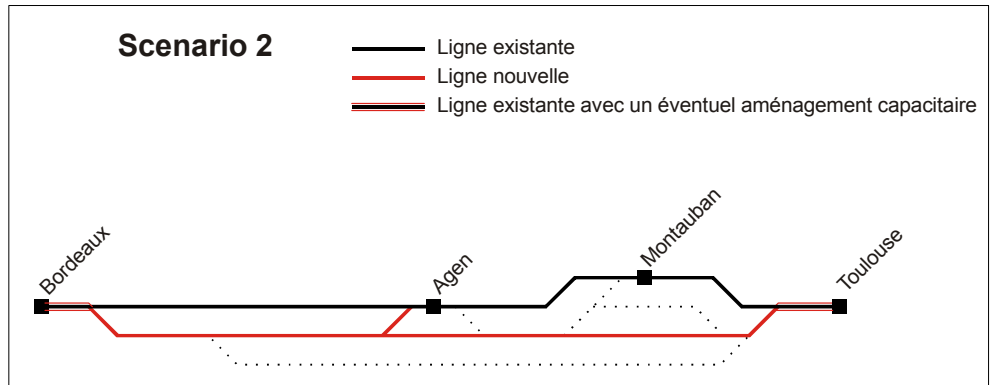 Scenario 2
Ligne existante
Ligne nouvelle
Ligne existante avec un éventuel aménagement capacitaire
Bordeaux
Agen
Montauban
Toulouse